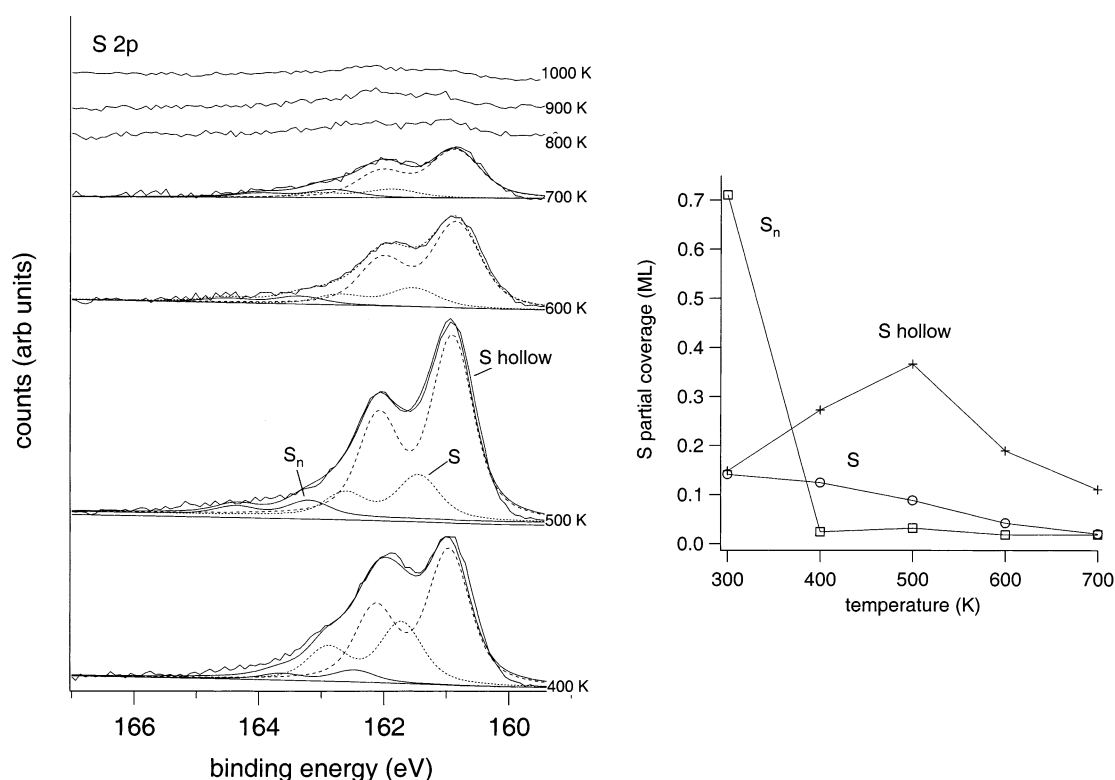 S 2p
1000 K
900 K
800 K
700 K
600 K
S hollow
Sn
S
500 K
400 K
counts (arb units)
166 164 162 160
binding energy (eV)
S partial coverage (ML)
0.7
0.6
0.5
0.4
0.3
0.2
0.1
0.0
Sn
S hollow
S
300 400 500 600 700
temperature (K)